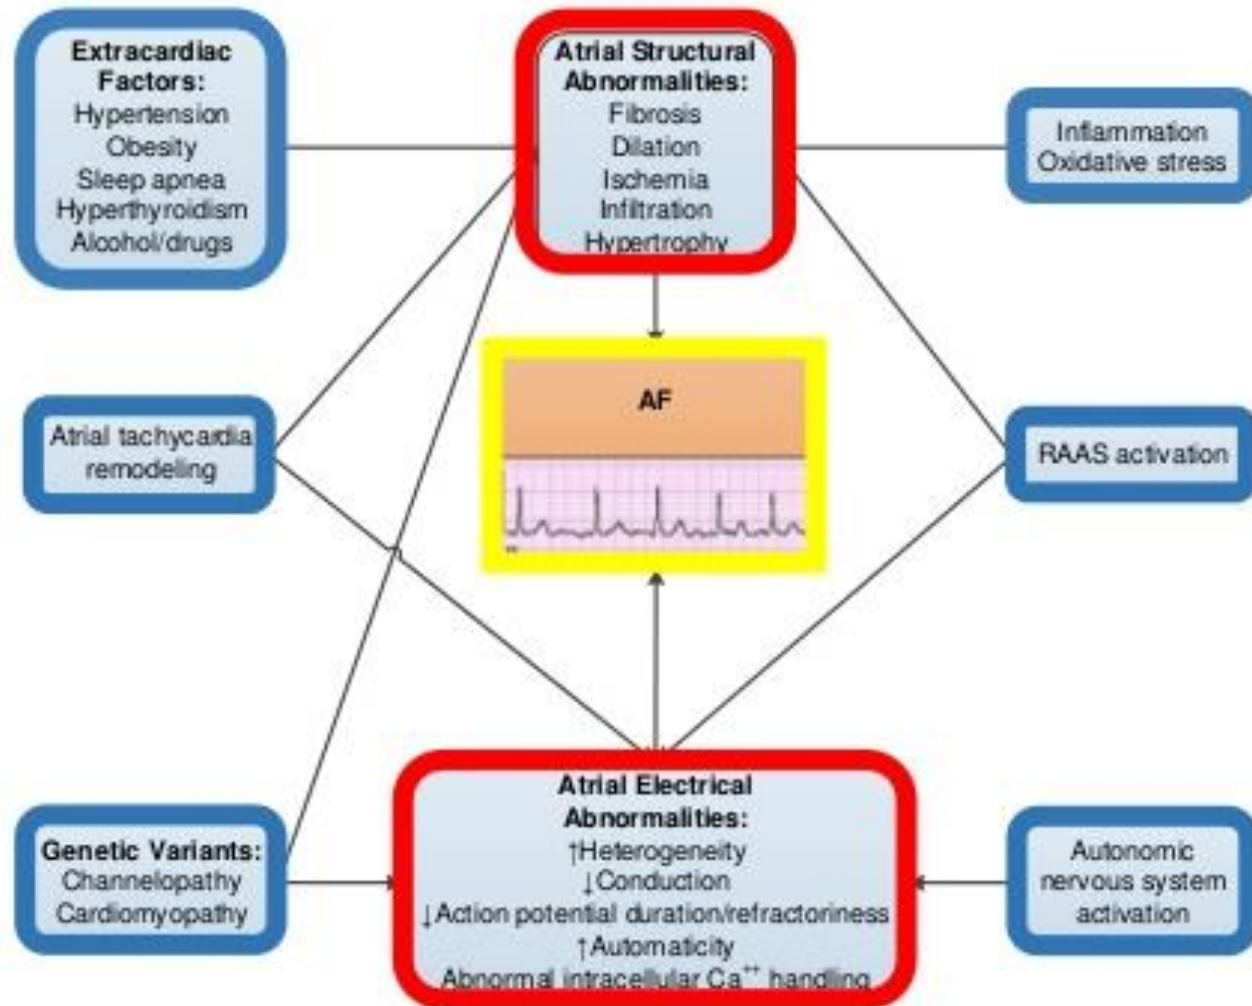 Extracardiac
Factors:
Hypertension
Obesity
Sleep apnea
Hyperthyroidism
Alcohol/drugs
Atrial Structural
Abnormalities:
Fibrosis
Dilation
Ischemia
Infiltration
Hypertrophy
Inflammation
Oxidative stress
Atrial tachycardia
remodeling
AF
RAAS activation
Genetic Variants:
Channelopathy
Cardiomyopathy
Atrial Electrical
Abnormalities:
↑Heterogeneity
↓Conduction
↓Action potential duration/refractoriness
↑Automaticity
Abnormal intracellular Ca⁺⁺ handling
Autonomic
nervous system
activation